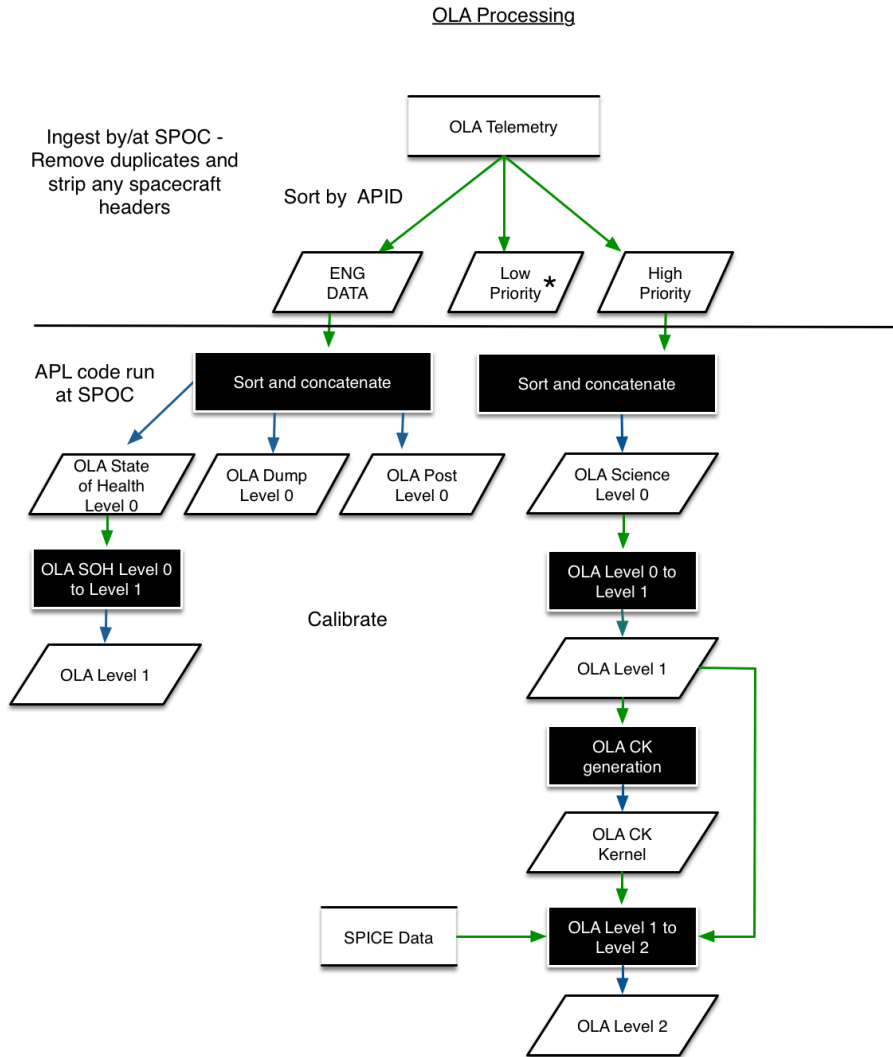 OLA Processing
OLA Telemetry
Ingest by/at SPOC -
Remove duplicates and
strip any spacecraft
headers
Sort by  APID
ENG
DATA
Low
Priority *
High
Priority
APL code run
at SPOC
Sort and concatenate
Sort and concatenate
OLA State
of Health
Level 0
OLA Dump
Level 0
OLA Post
Level 0
OLA Science
Level 0
OLA SOH Level 0
to Level 1
OLA Level 0 to
Level 1
Calibrate
OLA Level 1
OLA Level 1
OLA CK
generation
OLA CK
Kernel
SPICE Data
OLA Level 1 to
Level 2
OLA Level 2